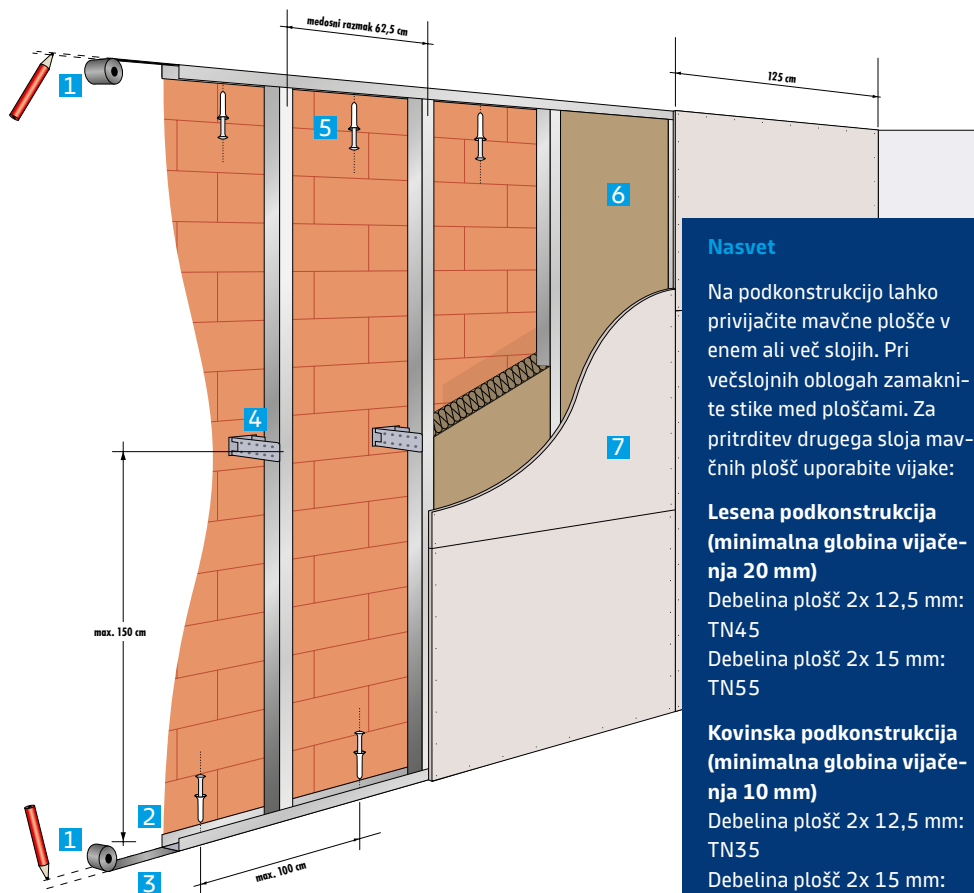 medosni razmak 62,5 cm
125 cm
1
5
6
4
7
max. 150 cm
2
1
3
max. 100 cm
Nasvet
Na podkonstrukcijo lahko
privijačite mavčne plošče v
enem ali več slojih. Pri
večslojnih oblogah zamakni-
te stike med ploščami. Za
pritrditev drugega sloja mav-
čnih plošč uporabite vijake:
Lesena podkonstrukcija
(minimalna globina vijače-
nja 20 mm)
Debelina plošč 2x 12,5 mm:
TN45
Debelina plošč 2x 15 mm:
TN55
Kovinska podkonstrukcija
(minimalna globina vijače-
nja 10 mm)
Debelina plošč 2x 12,5 mm:
TN35
Debelina plošč 2x 15 mm: